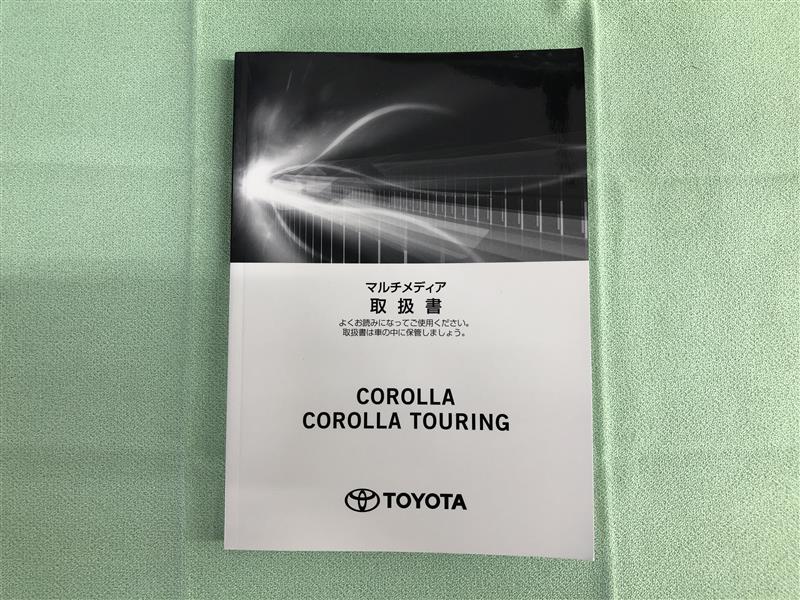 マルチメディア
取扱書
よくお読みになってご使用ください。
取扱書は車の中に保管しましょう。
COROLLA
COROLLA TOURING
TOYOTA